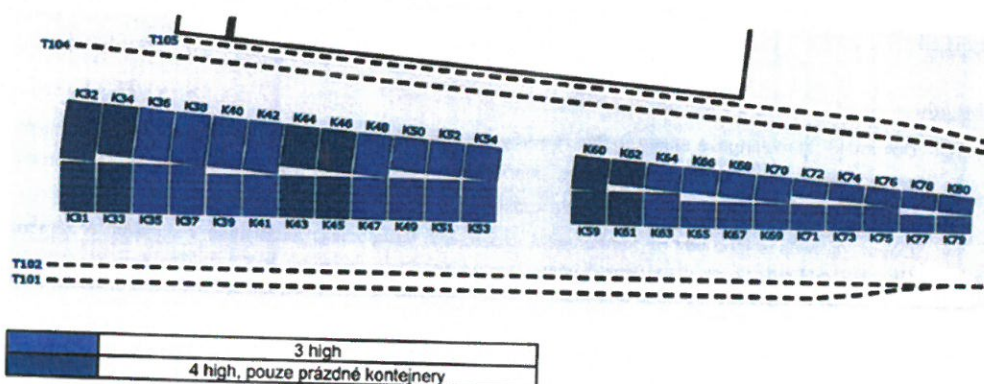 T105
T104
K32 K34 K36 K38 K40 K42 K44 K46 K48 K50 K52 K54
K60 K62 K64 K66 K68 K70 K72 K74 K76 K78 K80
K31 K33 K35 K37 K39 K41 K43 K45 K47 K49 K51 K53
K59 K61 K63 K65 K67 K69 K71 K73 K75 K77 K79
T102
T101
3 high
4 high, pouze prázdné kontejnery